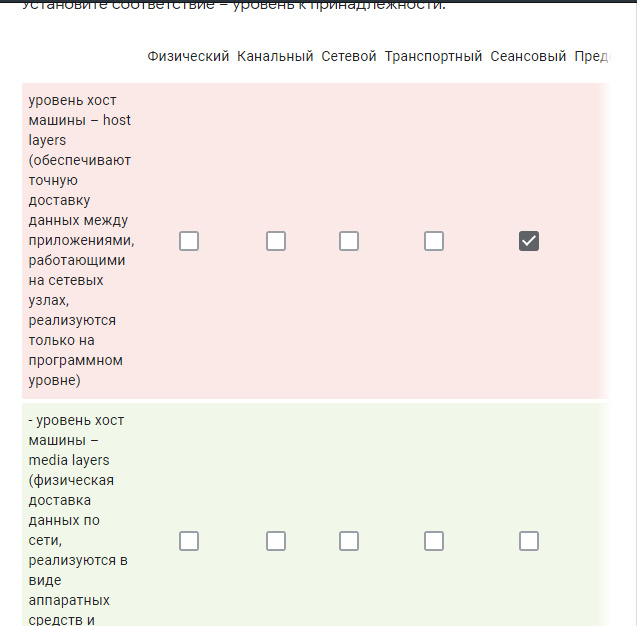 Установите соответствие – уровень к принадлежности.
Физический Канальный Сетевой Транспортный Сеансовый Пред
уровень хост
машины – host
layers
(обеспечивают
точную
доставку
данных между
приложениями,
работающими
на сетевых
узлах,
реализуются
только на
программном
уровне)
- уровень хост
машины –
media layers
(физическая
доставка
данных по
сети,
реализуются в
виде
аппаратных
средств и